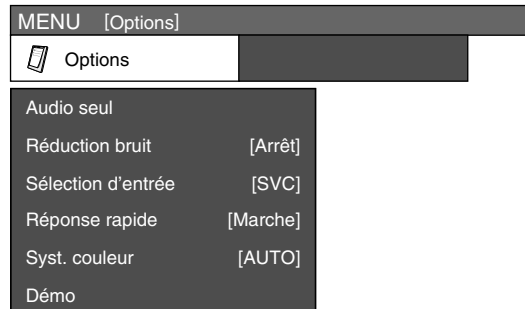 MENU [Options]
Options
Audio seul
Réduction bruit [Arrêt]
Sélection d'entrée [SVC]
Réponse rapide [Marche]
Syst. couleur [AUTO]
Démo